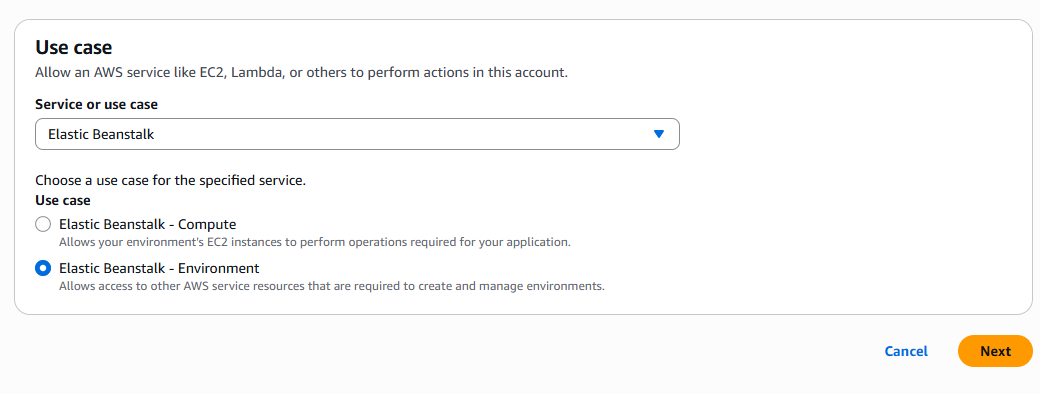 Use case
Allow an AWS service like EC2, Lambda, or others to perform actions in this account.
Service or use case
Elastic Beanstalk
Choose a use case for the specified service.
Use case
Elastic Beanstalk - Compute
Allows your environment's EC2 instances to perform operations required for your application.
Elastic Beanstalk - Environment
Allows access to other AWS service resources that are required to create and manage environments.
Cancel
Next